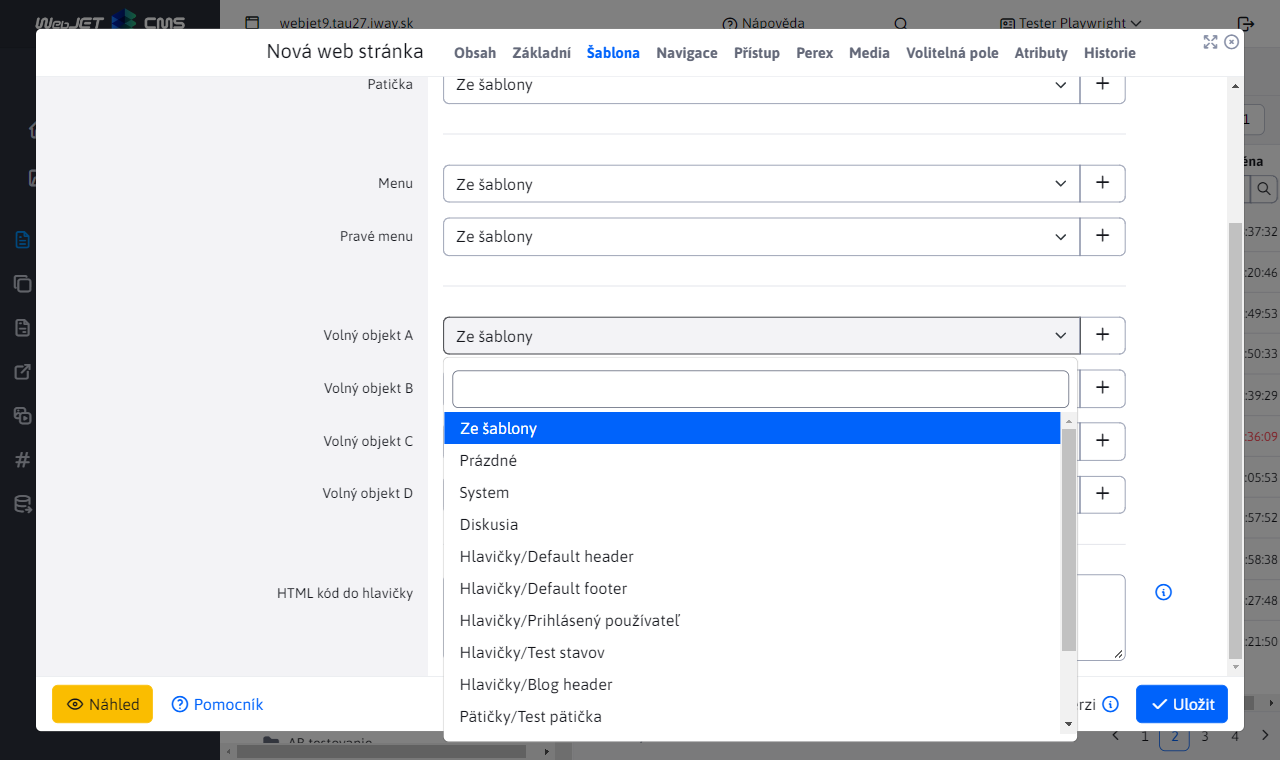 WebJET CMS
webjet9.tau27.iway.sk
Nápověda
Tester Playwright
Nová web stránka
Obsah Základní Šablona Navigace Přístup Perex Media Volitelná pole Atributy Historie
Patička
Ze šablony
Menu
Ze šablony
Pravé menu
Ze šablony
Volný objekt A
Ze šablony
Volný objekt B
Volný objekt C
Volný objekt D
Ze šablony
Prázdné
System
Diskusia
Hlavičky/Default header
Hlavičky/Default footer
Hlavičky/Prihlásený používateľ
Hlavičky/Test stavov
Hlavičky/Blog header
Pätičky/Test pätička
HTML kód do hlavičky
Náhled
Pomocník
rzi
Uložit
1
ěna
:37:32
:20:46
:49:53
:50:33
:39:29
:36:09
:05:53
:57:52
:58:38
:27:48
:21:50
AB testovanie
1 2 3 4